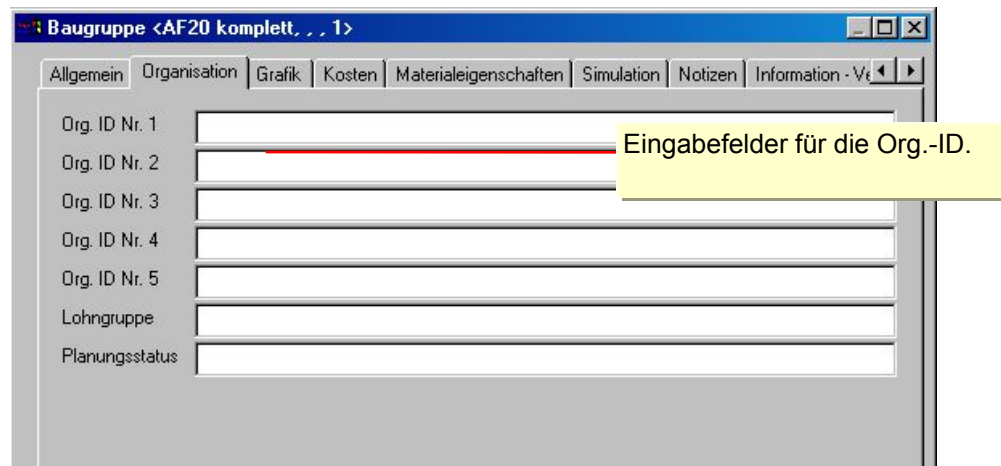 Baugruppe <AF20 komplett, , , 1>
Allgemein Organisation Grafik Kosten Materialeigenschaften Simulation Notizen Information - Ve
Org. ID Nr. 1
Eingabefelder für die Org.-ID.
Org. ID Nr. 2
Org. ID Nr. 3
Org. ID Nr. 4
Org. ID Nr. 5
Lohngruppe
Planungsstatus